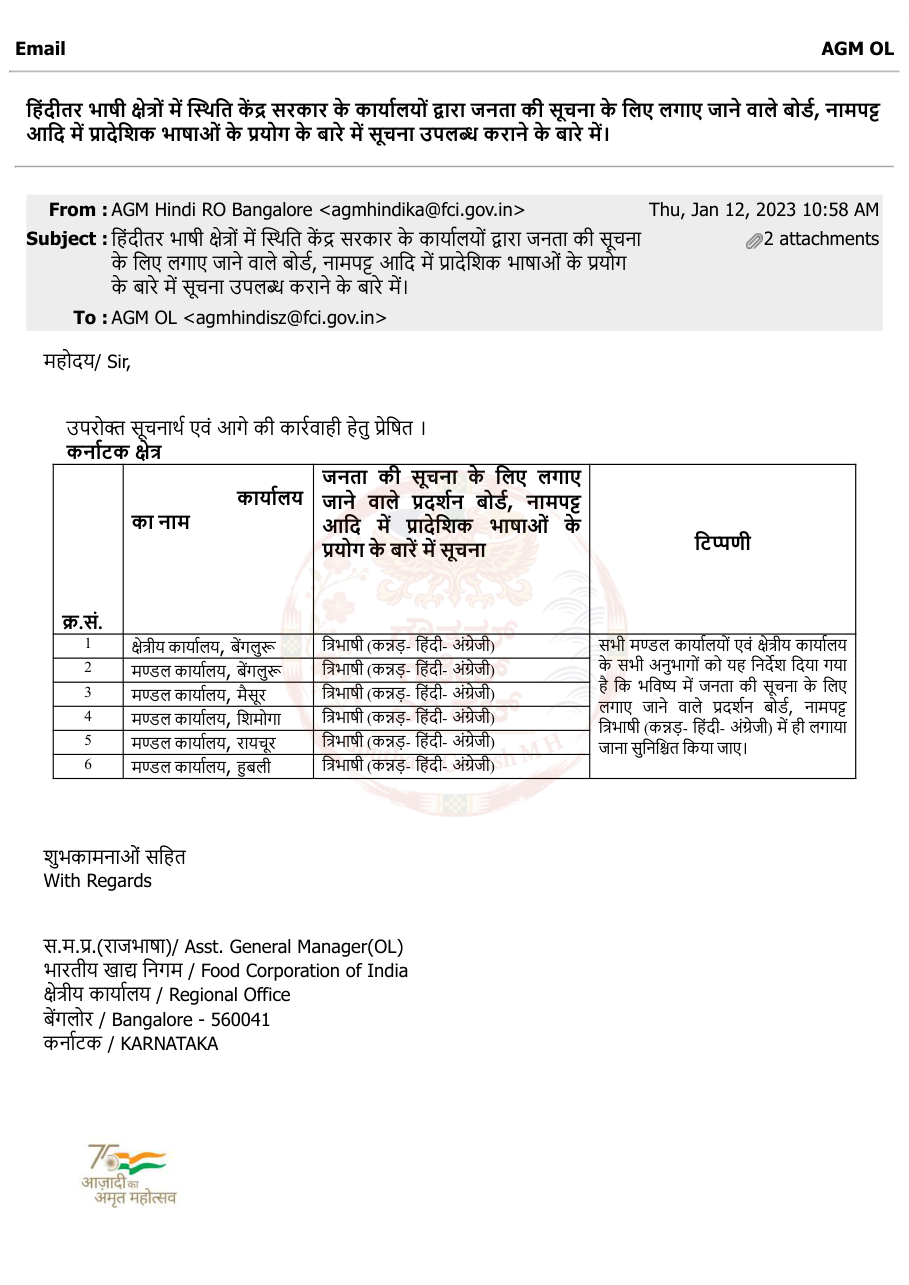 Email AGM OL
हिंदीतर भाषी क्षेत्रों में स्थिति केंद्र सरकार के कार्यालयों द्वारा जनता की सूचना के लिए लगाए जाने वाले बोर्ड, नामपट्ट
आदि में प्रादेशिक भाषाओं के प्रयोग के बारे में सूचना उपलब्ध कराने के बारे में।
From : AGM Hindi RO Bangalore <agmhindika@fci.gov.in> Thu, Jan 12, 2023 10:58 AM
Subject : हिंदीतर भाषी क्षेत्रों में स्थिति केंद्र सरकार के कार्यालयों द्वारा जनता की सूचना 2 attachments
के लिए लगाए जाने वाले बोर्ड, नामपट्ट आदि में प्रादेशिक भाषाओं के प्रयोग
के बारे में सूचना उपलब्ध कराने के बारे में।
To : AGM OL <agmhindisz@fci.gov.in>
महोदय/ Sir,
उपरोक्त सूचनार्थ एवं आगे की कार्रवाही हेतु प्रेषित ।
कर्नाटक क्षेत्र
क्र.सं.
कार्यालय
का नाम
जनता की सूचना के लिए लगाए
जाने वाले प्रदर्शन बोर्ड, नामपट्ट
आदि में प्रादेशिक भाषाओं के
प्रयोग के बारें में सूचना
टिप्पणी
1 क्षेत्रीय कार्यालय, बेंगलुरू त्रिभाषी (कन्नड़- हिंदी- अंग्रेजी)
2 मण्डल कार्यालय, बेंगलुरू त्रिभाषी (कन्नड़- हिंदी- अंग्रेजी)
3 मण्डल कार्यालय, मैसूर त्रिभाषी (कन्नड़- हिंदी- अंग्रेजी)
4 मण्डल कार्यालय, शिमोगा त्रिभाषी (कन्नड़- हिंदी- अंग्रेजी)
5 मण्डल कार्यालय, रायचूर त्रिभाषी (कन्नड़- हिंदी- अंग्रेजी)
6 मण्डल कार्यालय, हुबली त्रिभाषी (कन्नड़- हिंदी- अंग्रेजी)
सभी मण्डल कार्यालयों एवं क्षेत्रीय कार्यालय
के सभी अनुभागों को यह निर्देश दिया गया
है कि भविष्य में जनता की सूचना के लिए
लगाए जाने वाले प्रदर्शन बोर्ड, नामपट्ट
त्रिभाषी (कन्नड़- हिंदी- अंग्रेजी) में ही लगाया
जाना सुनिश्चित किया जाए।
शुभकामनाओं सहित
With Regards
स.म.प्र.(राजभाषा)/ Asst. General Manager(OL)
भारतीय खाद्य निगम / Food Corporation of India
क्षेत्रीय कार्यालय / Regional Office
बेंगलोर / Bangalore - 560041
कर्नाटक / KARNATAKA
75
आज़ादी का
अमृत महोत्सव